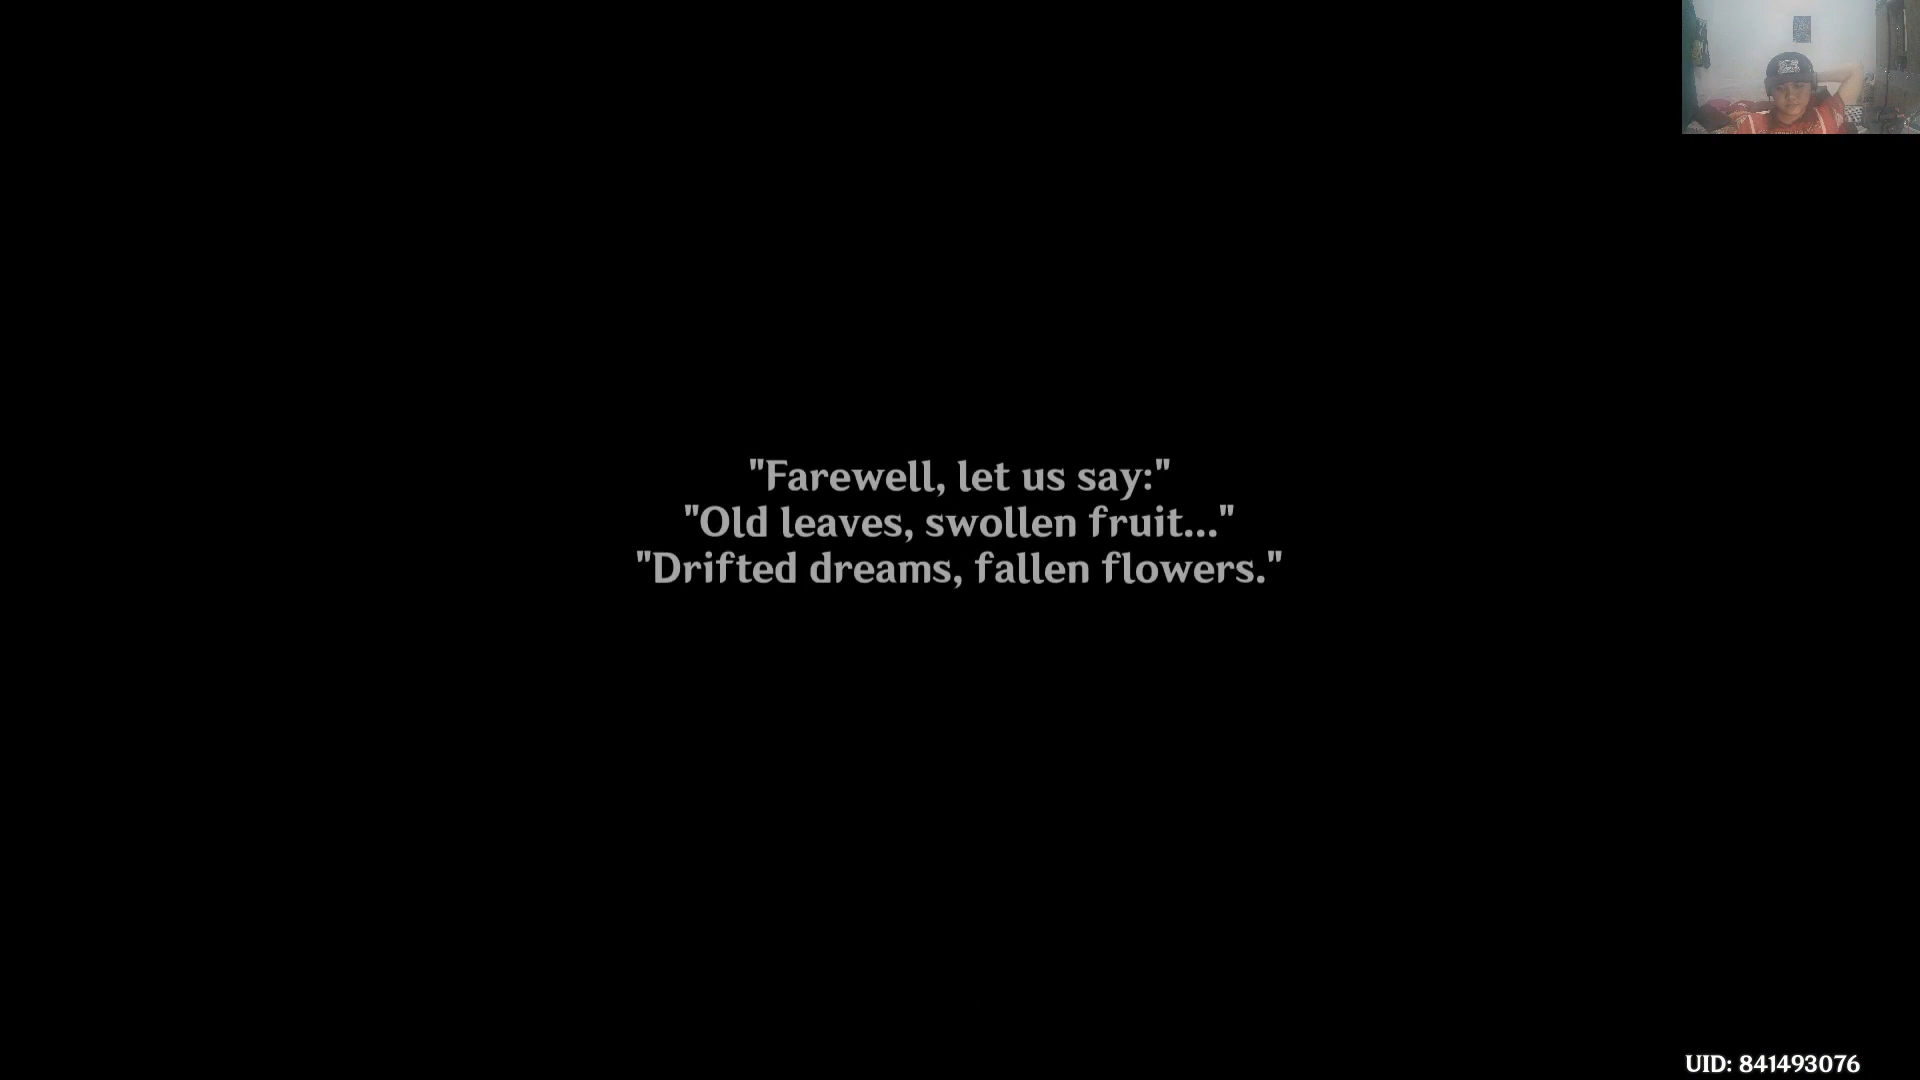 "Farewell, let us say:"
"Old leaves, swollen fruit..."
"Drifted dreams, fallen flowers."
UID: 841493076